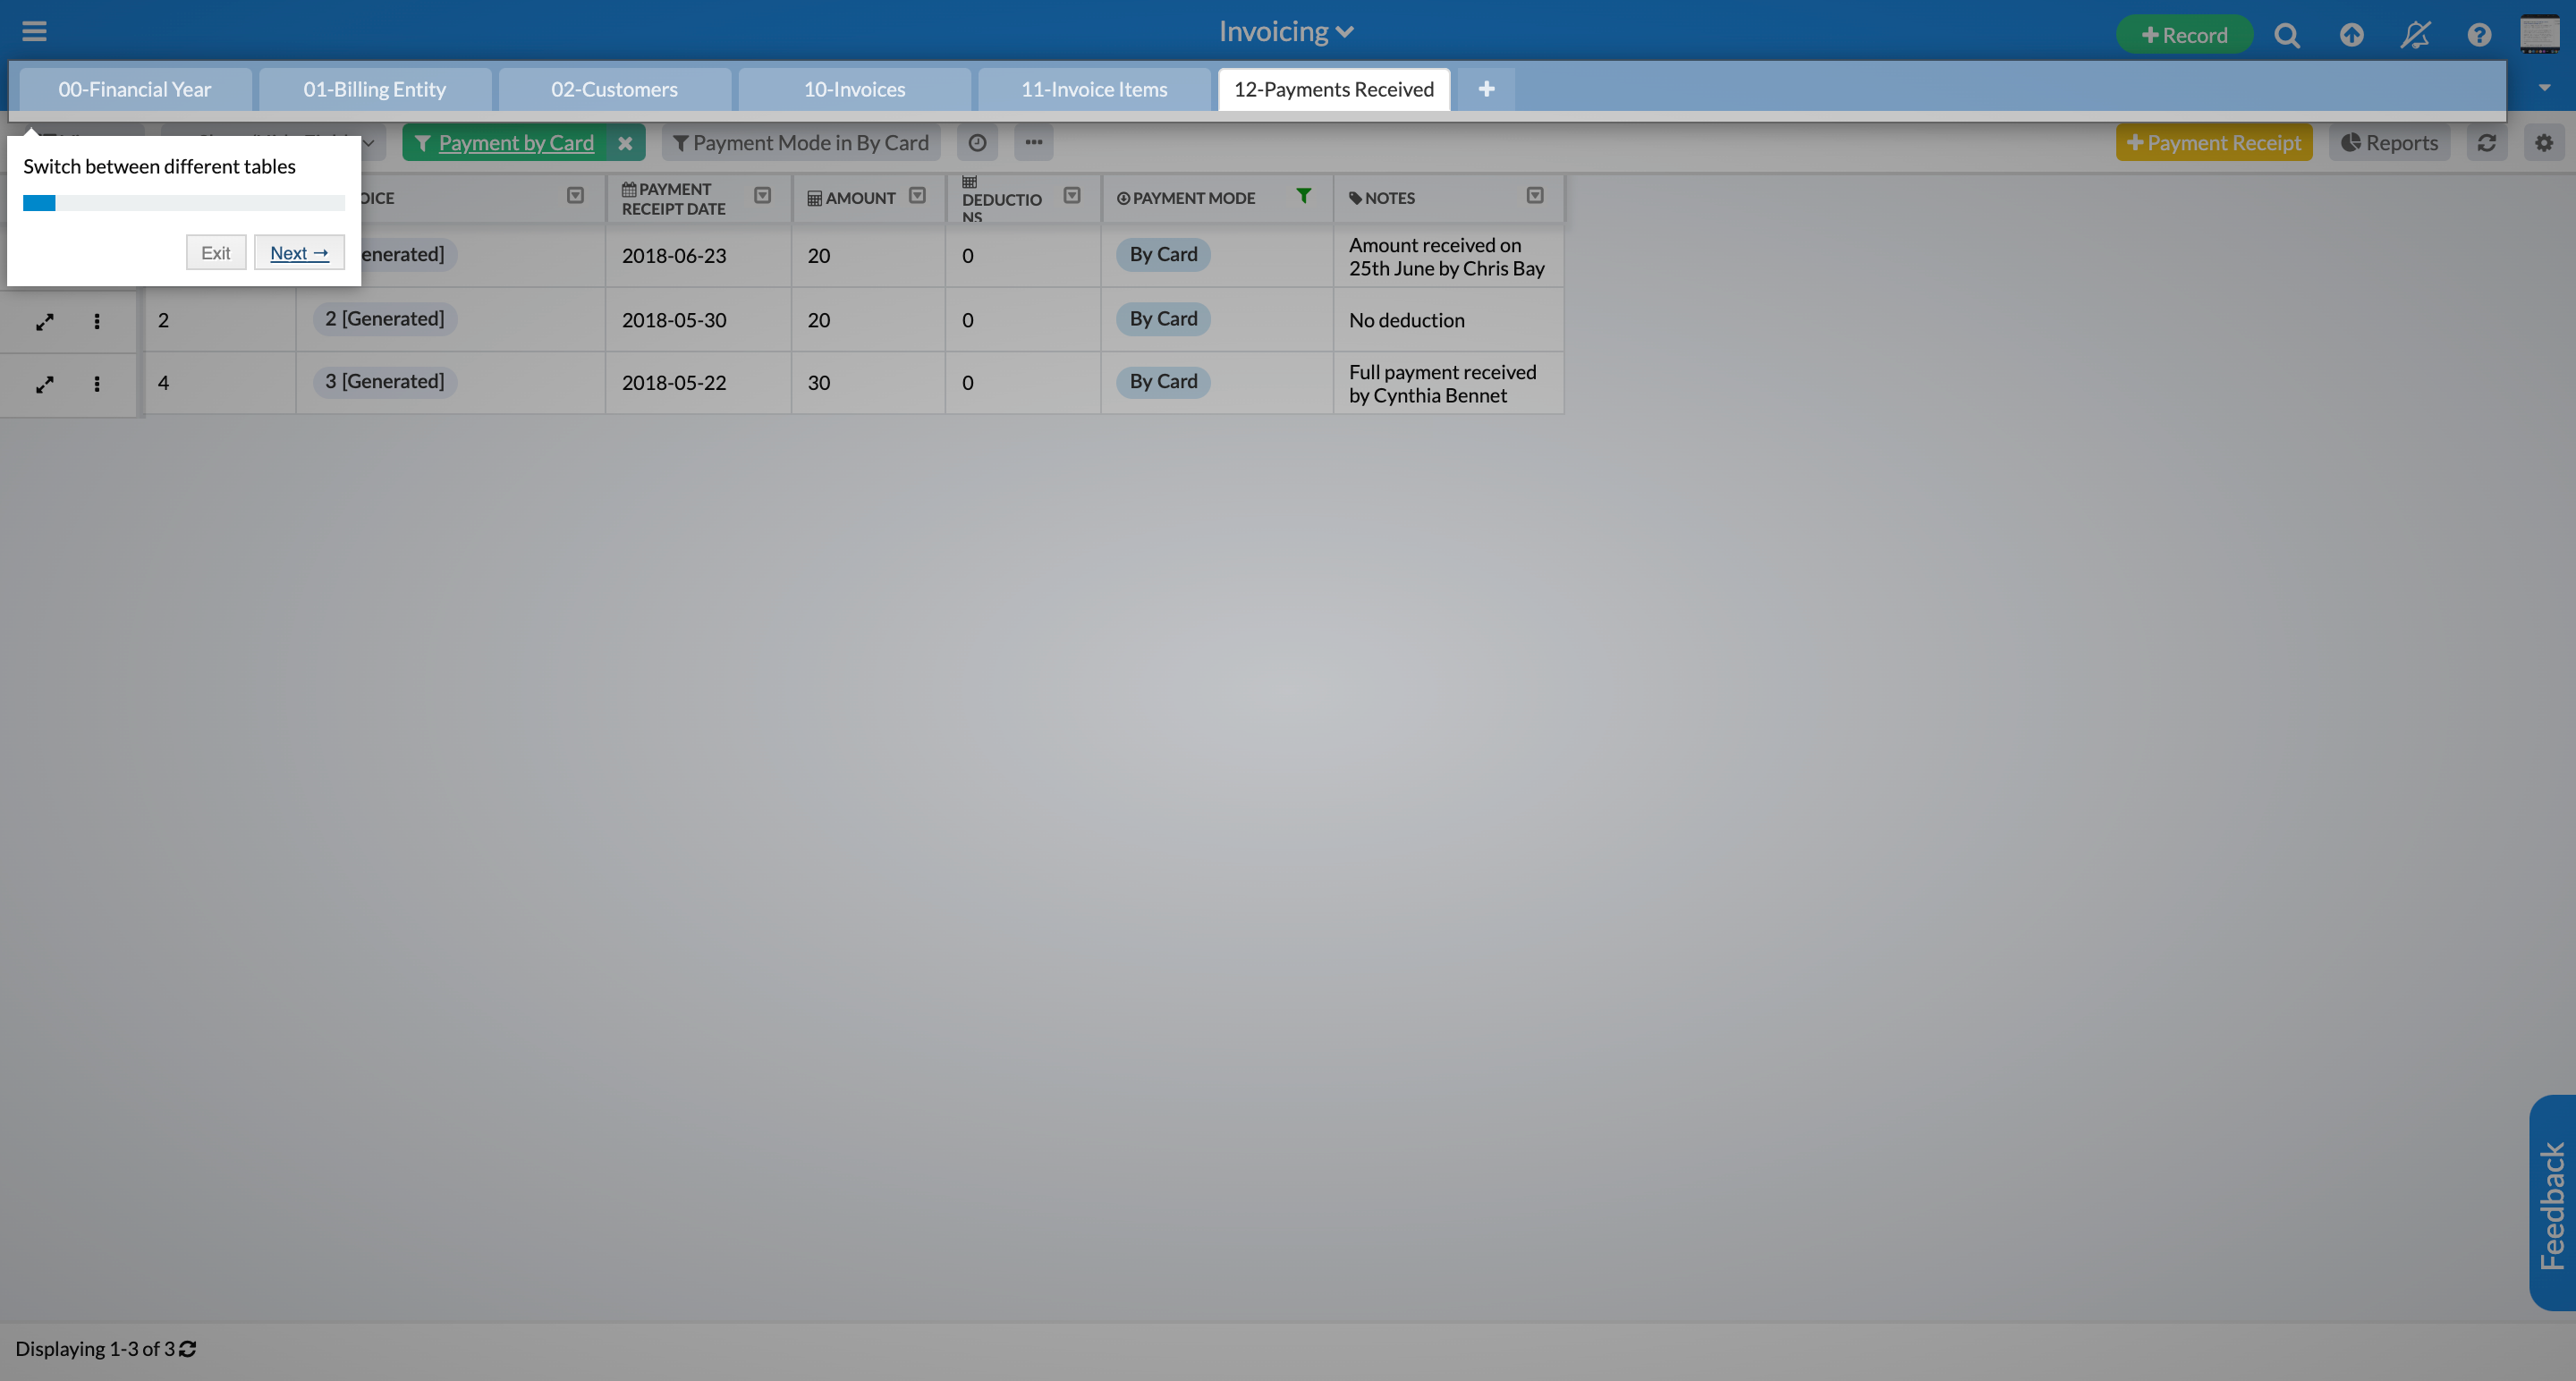 Invoicing
Record
00-Financial Year
01-Billing Entity
02-Customers
10-Invoices
11-Invoice Items
12-Payments Received
Payment by Card
Payment Mode in By Card
Payment Receipt
Reports
Switch between different tables
Exit
Next →
OICE
PAYMENT
RECEIPT DATE
AMOUNT
DEDUCTIO
NS
PAYMENT MODE
NOTES
enerated]
2018-06-23
20
0
By Card
Amount received on
25th June by Chris Bay
2
2 [Generated]
2018-05-30
20
0
By Card
No deduction
4
3 [Generated]
2018-05-22
30
0
By Card
Full payment received
by Cynthia Bennet
Feedback
Displaying 1-3 of 3